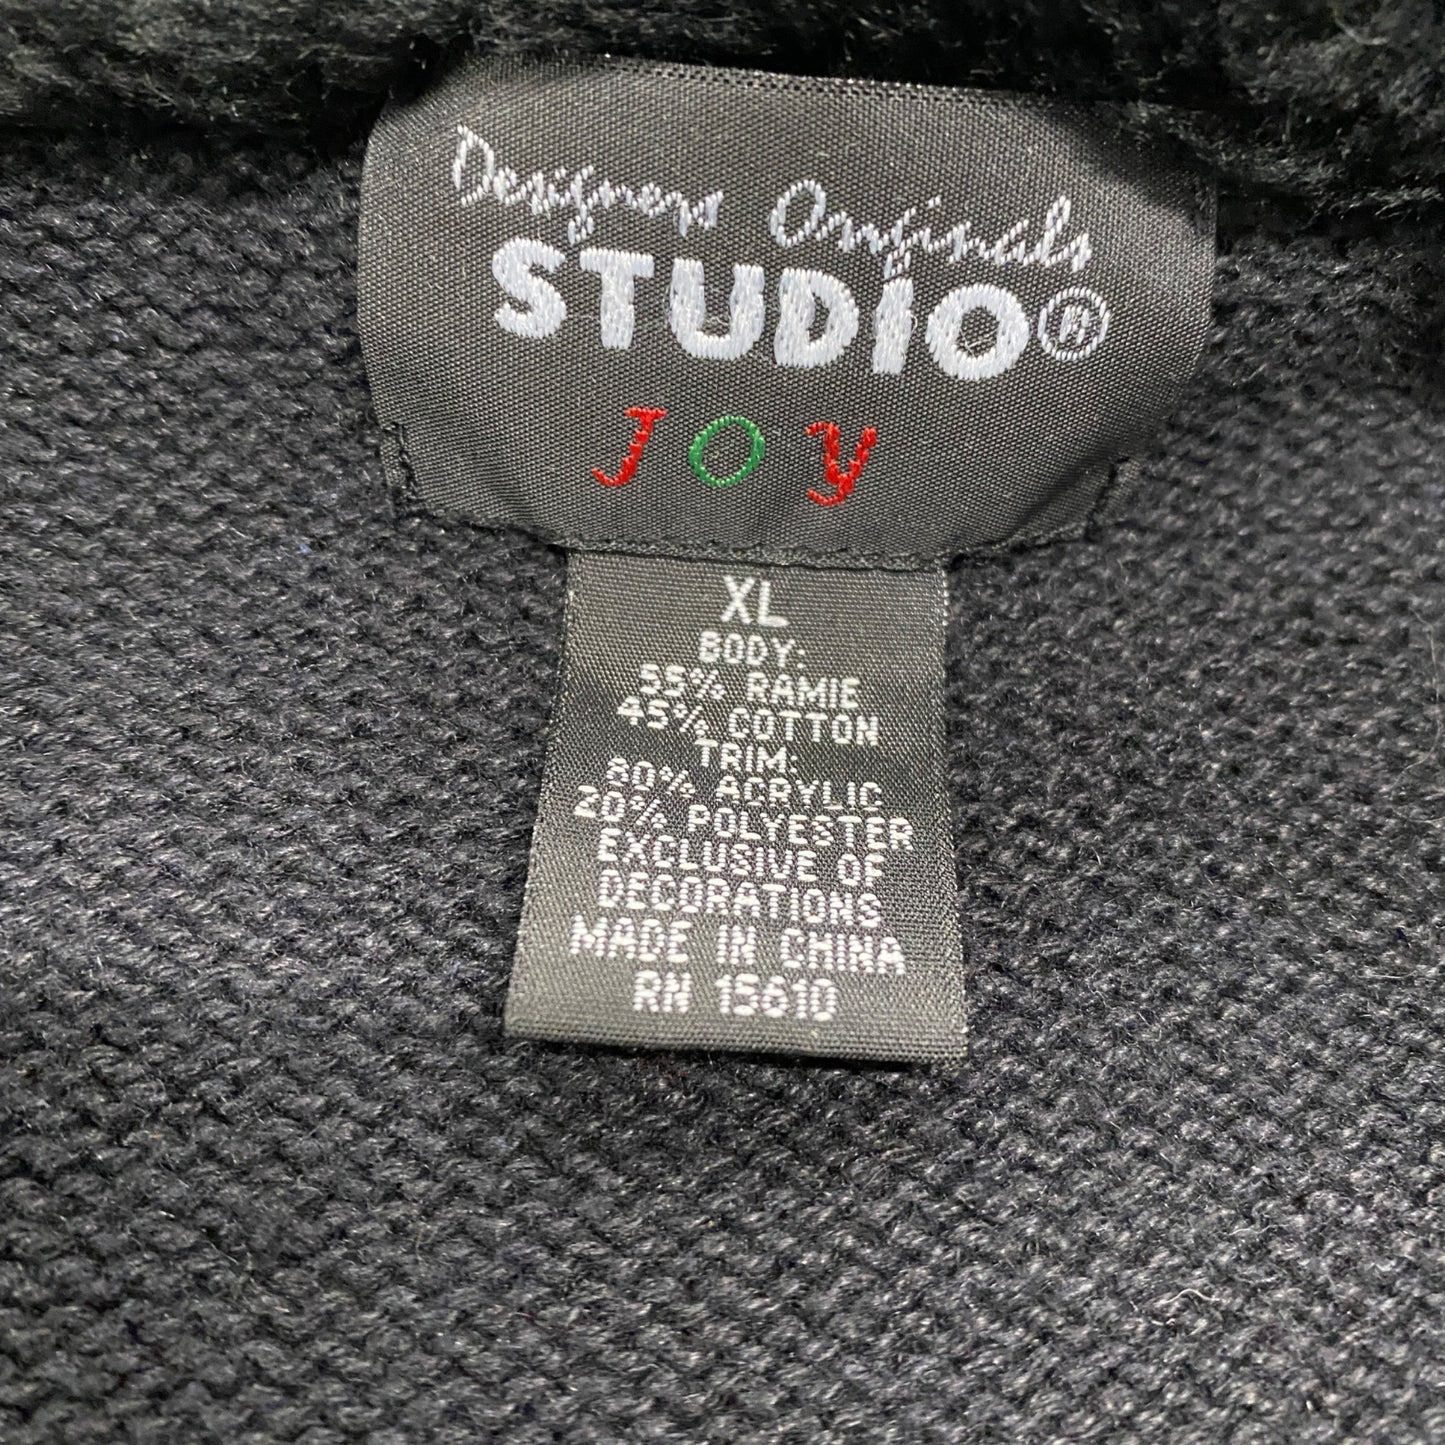 Designers Originals
STUDIO®
JOY
XL
BODY:
55% RAMIE
45% COTTON
TRIM:
80% ACRYLIC
20% POLYESTER
EXCLUSIVE OF
DECORATIONS
MADE IN CHINA
RN 15610